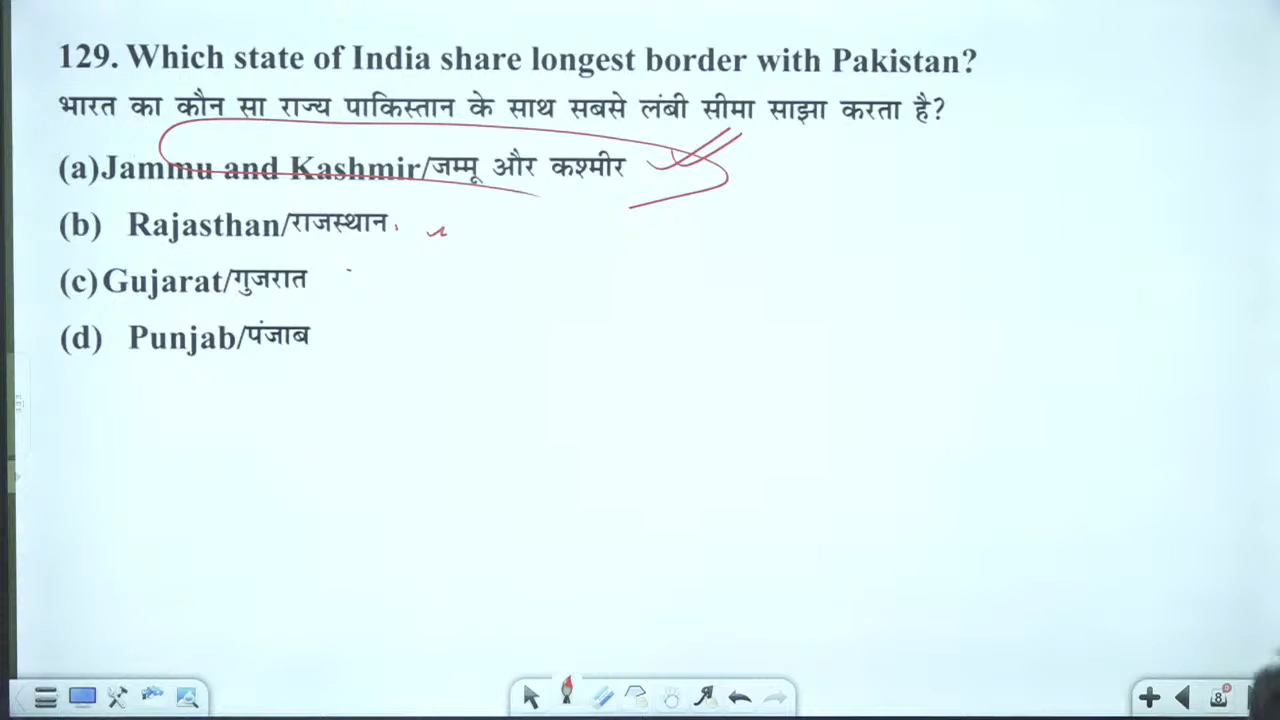 129. Which state of India share longest border with Pakistan?
भारत का कौन सा राज्य पाकिस्तान के साथ सबसे लंबी सीमा साझा करता है?
(a)Jammu and Kashmir/जम्मू और कश्मीर
(b) Rajasthan/राजस्थान
(c)Gujarat/गुजरात
(d) Punjab/पंजाब